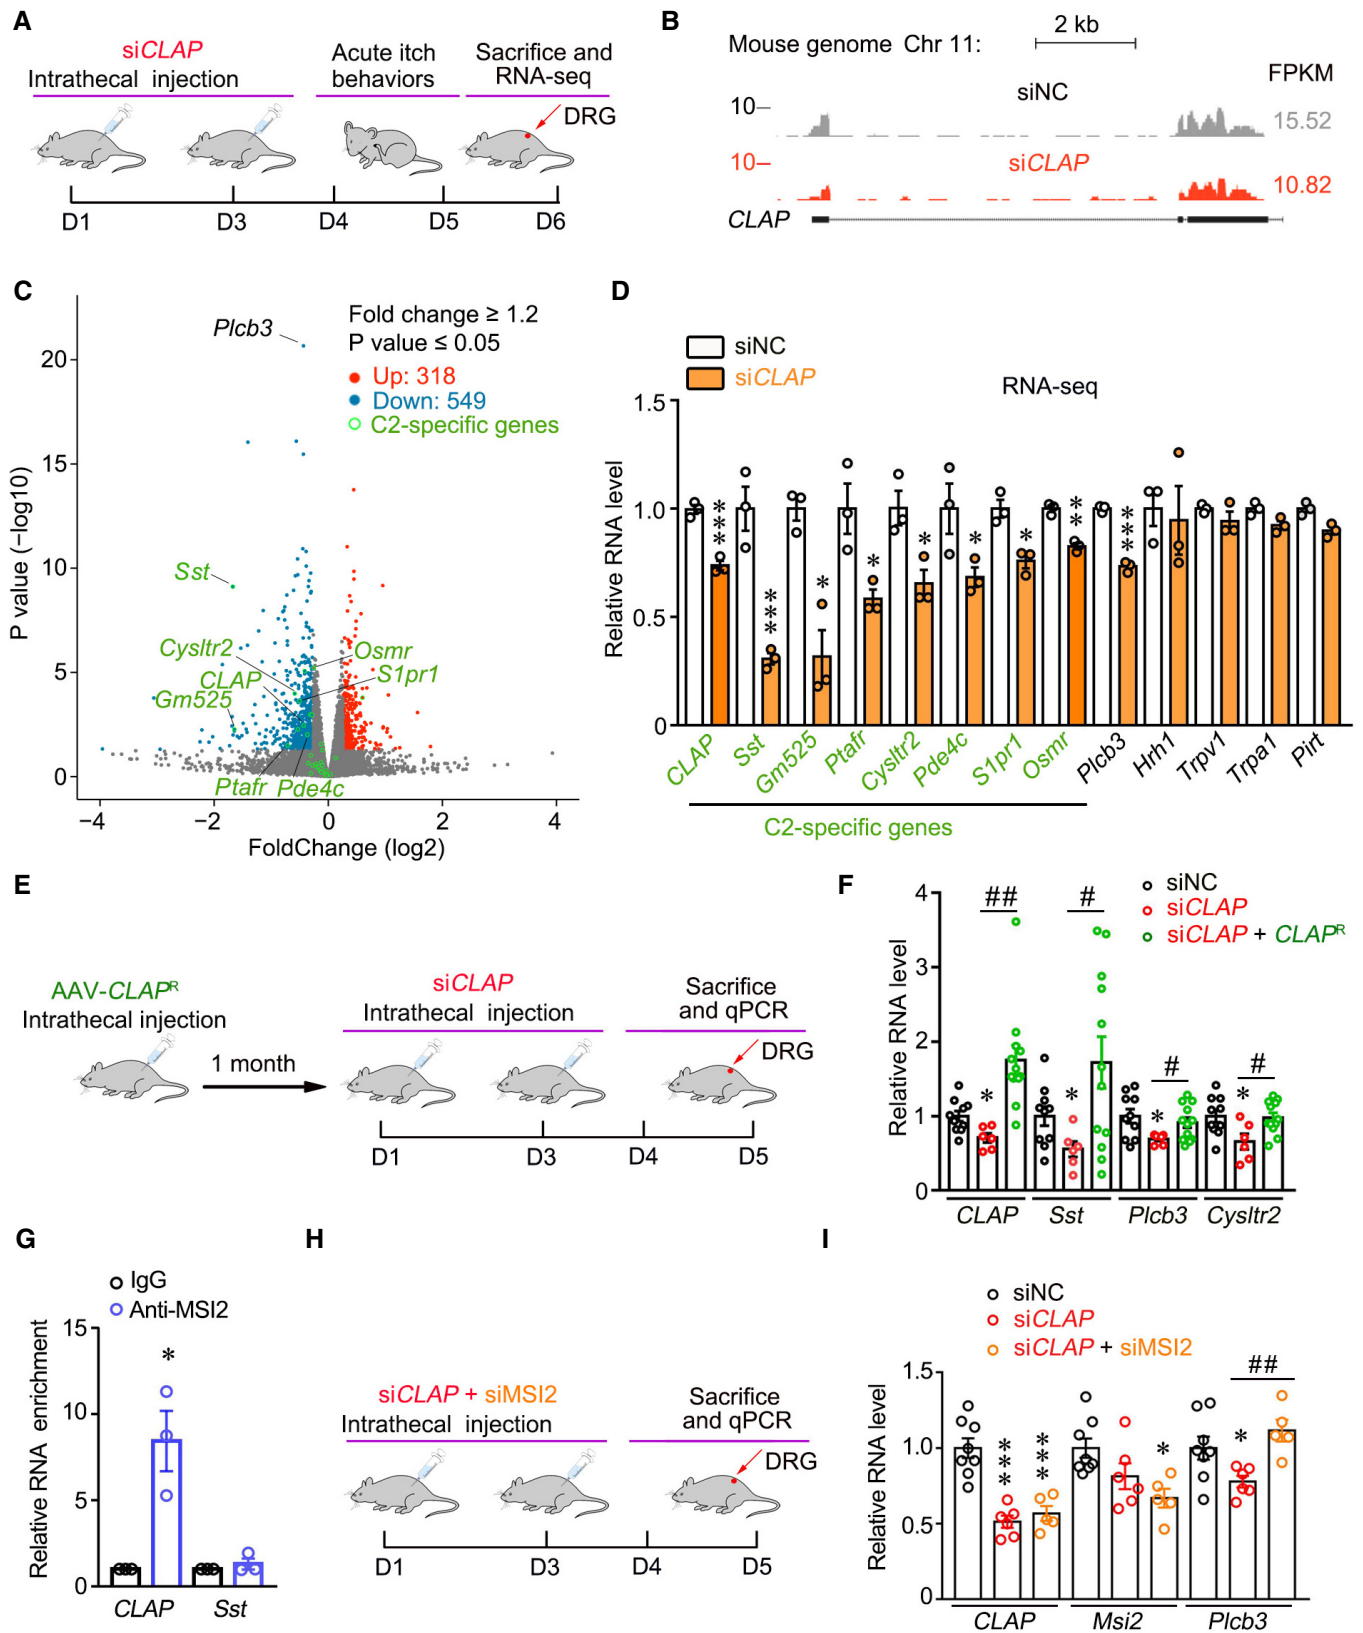 A
siCLAP
Intrathecal injection
Acute itch
behaviors
Sacrifice and
RNA-seq
DRG
D1
D3
D4
D5
D6
B
Mouse genome Chr 11:
2 kb
FPKM
siNC
10
15.52
siCLAP
10
10.82
CLAP
C
Plcb3
Fold change ≥ 1.2
P value ≤ 0.05
Up: 318
Down: 549
C2-specific genes
P value (−log10)
20
15
10
5
0
Sst
Cysltr2
CLAP
Gm525
Osmr
S1pr1
Ptafr
Pde4c
−4
−2
0
2
4
FoldChange (log2)
D
siNC
siCLAP
RNA-seq
Relative RNA level
1.5
1.0
0.5
0
***
***
*
*
*
*
*
**
***
CLAP
Sst
Gm525
Ptafr
Cysltr2
Pde4c
S1pr1
Osmr
Plcb3
Hrh1
Trpv1
Trpa1
Pirt
C2-specific genes
E
AAV-CLAPᴿ
Intrathecal injection
1 month
siCLAP
Intrathecal injection
Sacrifice
and qPCR
DRG
D1
D3
D4
D5
F
siNC
siCLAP
siCLAP + CLAPᴿ
Relative RNA level
4
3
2
1
0
##
#
#
#
*
*
*
*
CLAP
Sst
Plcb3
Cysltr2
G
IgG
Anti-MSI2
Relative RNA enrichment
15
10
5
0
*
CLAP
Sst
H
siCLAP + siMSI2
Intrathecal injection
Sacrifice
and qPCR
DRG
D1
D3
D4
D5
I
siNC
siCLAP
siCLAP + siMSI2
Relative RNA level
1.5
1.0
0.5
0
***
***
*
*
##
CLAP
Msi2
Plcb3